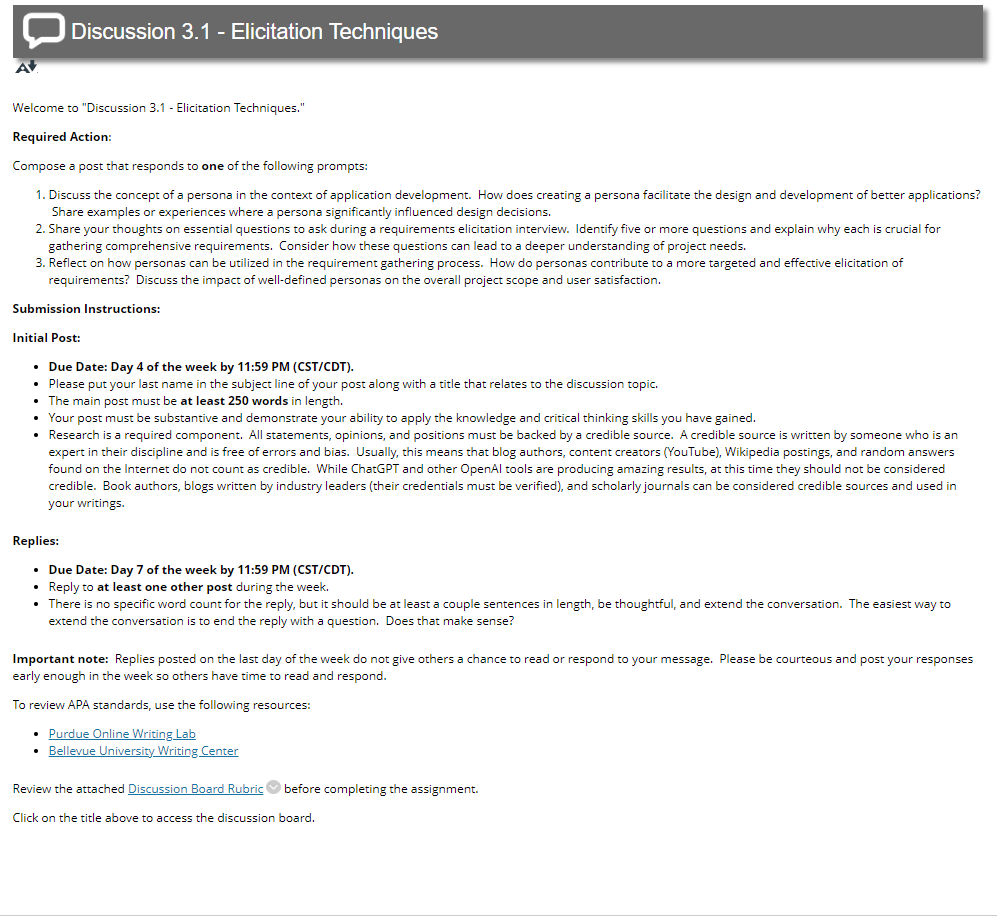 Discussion 3.1 - Elicitation Techniques
Welcome to "Discussion 3.1 - Elicitation Techniques."
Required Action:
Compose a post that responds to one of the following prompts:
1. Discuss the concept of a persona in the context of application development.  How does creating a persona facilitate the design and development of better applications?
Share examples or experiences where a persona significantly influenced design decisions.
2. Share your thoughts on essential questions to ask during a requirements elicitation interview.  Identify five or more questions and explain why each is crucial for
gathering comprehensive requirements.  Consider how these questions can lead to a deeper understanding of project needs.
3. Reflect on how personas can be utilized in the requirement gathering process.  How do personas contribute to a more targeted and effective elicitation of
requirements?  Discuss the impact of well-defined personas on the overall project scope and user satisfaction.
Submission Instructions:
Initial Post:
• Due Date: Day 4 of the week by 11:59 PM (CST/CDT).
• Please put your last name in the subject line of your post along with a title that relates to the discussion topic.
• The main post must be at least 250 words in length.
• Your post must be substantive and demonstrate your ability to apply the knowledge and critical thinking skills you have gained.
• Research is a required component.  All statements, opinions, and positions must be backed by a credible source.  A credible source is written by someone who is an
expert in their discipline and is free of errors and bias.  Usually, this means that blog authors, content creators (YouTube), Wikipedia postings, and random answers
found on the Internet do not count as credible.  While ChatGPT and other OpenAI tools are producing amazing results, at this time they should not be considered
credible.  Book authors, blogs written by industry leaders (their credentials must be verified), and scholarly journals can be considered credible sources and used in
your writings.
Replies:
• Due Date: Day 7 of the week by 11:59 PM (CST/CDT).
• Reply to at least one other post during the week.
• There is no specific word count for the reply, but it should be at least a couple sentences in length, be thoughtful, and extend the conversation.  The easiest way to
extend the conversation is to end the reply with a question.  Does that make sense?
Important note:  Replies posted on the last day of the week do not give others a chance to read or respond to your message.  Please be courteous and post your responses
early enough in the week so others have time to read and respond.
To review APA standards, use the following resources:
• Purdue Online Writing Lab
• Bellevue University Writing Center
Review the attached Discussion Board Rubric before completing the assignment.
Click on the title above to access the discussion board.